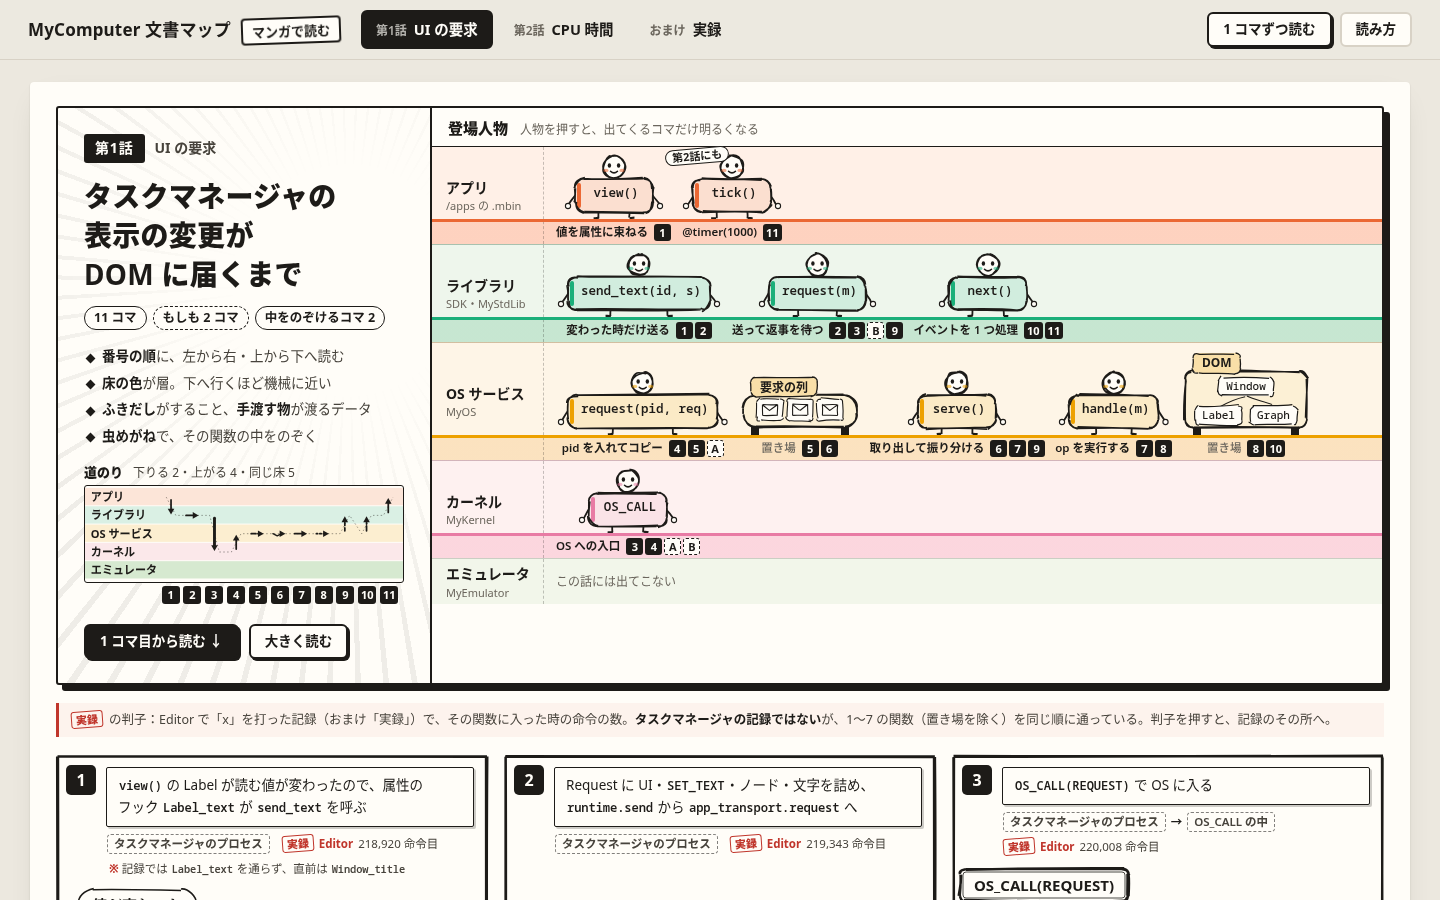 MyComputer 文書マップ マンガで読む 第1話 UI の要求 第2話 CPU 時間 おまけ 実録 1 コマずつ読む 読み方
第1話 UI の要求
タスクマネージャの
表示の変更が
DOM に届くまで
11 コマ もしも 2 コマ 中をのぞけるコマ 2
◆ 番号の順に、左から右・上から下へ読む
◆ 床の色が層。下へ行くほど機械に近い
◆ ふきだしがすること、手渡す物が渡るデータ
◆ 虫めがねで、その関数の中をのぞく
道のり 下りる 2・上がる 4・同じ床 5
アプリ
ライブラリ
OS サービス
カーネル
エミュレータ
1 2 3 4 5 6 7 8 9 10 11
1 コマ目から読む ↓ 大きく読む
登場人物 人物を押すと、出てくるコマだけ明るくなる
第2話にも
アプリ view() tick()
/apps の .mbin
値を属性に束ねる 1 @timer(1000) 11
ライブラリ send_text(id, s) request(m) next()
SDK・MyStdLib
変わった時だけ送る 1 2 送って返事を待つ 2 3 B 9 イベントを 1 つ処理 10 11
DOM
要求の列 Window
OS サービス request(pid, req) serve() handle(m) Label Graph
MyOS
pid を入れてコピー 4 5 A 置き場 5 6 取り出して振り分ける 6 7 9 op を実行する 7 8 置き場 8 10
カーネル OS_CALL
MyKernel
OS への入口 3 4 A B
エミュレータ この話には出てこない
MyEmulator
実録 の判子：Editor で「x」を打った記録（おまけ「実録」）で、その関数に入った時の命令の数。タスクマネージャの記録ではないが、1〜7 の関数（置き場を除く）を同じ順に通っている。判子を押すと、記録のその所へ。
1 view() の Label が読む値が変わったので、属性の
フック Label_text が send_text を呼ぶ
タスクマネージャのプロセス 実録 Editor 218,920 命令目
※ 記録では Label_text を通らず、直前は Window_title
2 Request に UI・SET_TEXT・ノード・文字を詰め、
runtime.send から app_transport.request へ
タスクマネージャのプロセス 実録 Editor 219,343 命令目
3 OS_CALL(REQUEST) で OS に入る
タスクマネージャのプロセス → OS_CALL の中
実録 Editor 220,008 命令目
OS_CALL(REQUEST)